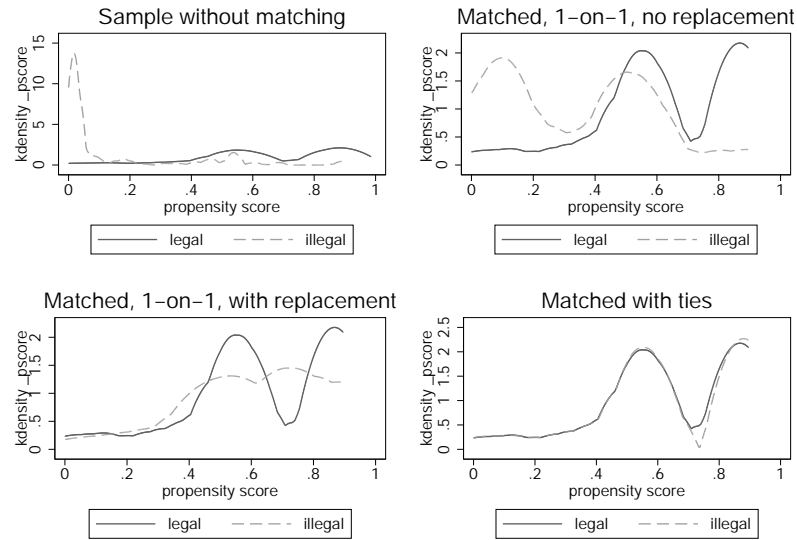 Sample without matching
kdensity _pscore
0 5 10 15
0 .2 .4 .6 .8 1
propensity score
legal illegal
Matched, 1-on-1, no replacement
kdensity _pscore
0 .5 1 1.5 2
0 .2 .4 .6 .8 1
propensity score
legal illegal
Matched, 1-on-1, with replacement
kdensity _pscore
0 .5 1 1.5 2
0 .2 .4 .6 .8 1
propensity score
legal illegal
Matched with ties
kdensity _pscore
0 .5 1 1.5 2 2.5
0 .2 .4 .6 .8 1
propensity score
legal illegal